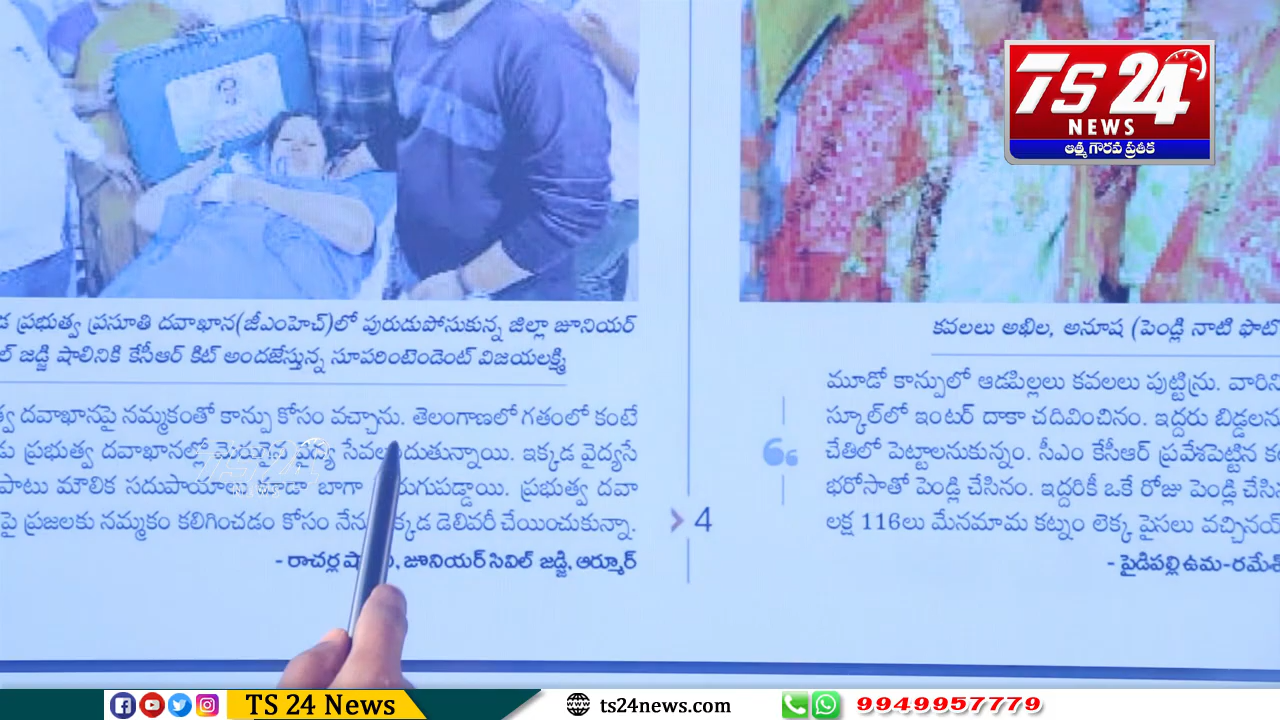 TS 24
NEWS
ఆత్మ గౌరవ ప్రతీక
ప్రభుత్వ ప్రసూతి దవాఖాన(జీఎంహెచ్)లో పురుడుపోసుకున్న జిల్లా జూనియర్
జడ్జి షాలినికి కేసీఆర్ కిట్ అందజేస్తున్న సూపరింటెండెంట్ విజయలక్ష్మి
దవాఖానపై నమ్మకంతో కాన్పు కోసం వచ్చాను. తెలంగాణలో గతంలో కంటే
ప్రభుత్వ దవాఖానల్లో మెరుగైన వైద్య ఇక్కడ వైద్యసే
మౌలిక సదుపాయాలు కూడా బాగా ప్రభుత్వ దవా
పై ప్రజలకు నమ్మకం కలిగించడం కోసం డెలివరీ చేయించుకున్నా.
- రాచర్ల జూనియర్ సివిల్ జడ్జి, ఆర్మూర్
4
కవలలు అఖిల, అనూష (పెండ్లి నాటి
మూడో కాన్పులో ఆడపిల్లలు కవలలు పుట్టిన్రు.
స్కూల్‌లో ఇంటర్ దాకా చదివించినం. ఇద్దరు
చేతిలో పెట్టాలనుకున్నం. సీఎం కేసీఆర్ ప్రవేశపెట్టిన
భరోసాతో పెండ్లి చేసినం. ఇద్దరికీ ఒకే రోజు పెండ్లి
లక్ష 116లు మేనమామ కట్నం లెక్క పైసలు
- పైడిపల్లి ఉమ-రమేశ్
TS 24 News
ts24news.com
9949957779